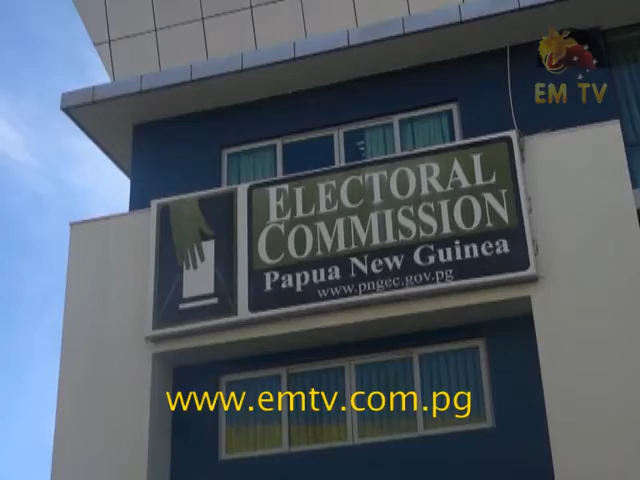 EM TV
ELECTORAL
COMMISSION
Papua New Guinea
www.pngec.gov.pg
www.emtv.com.pg